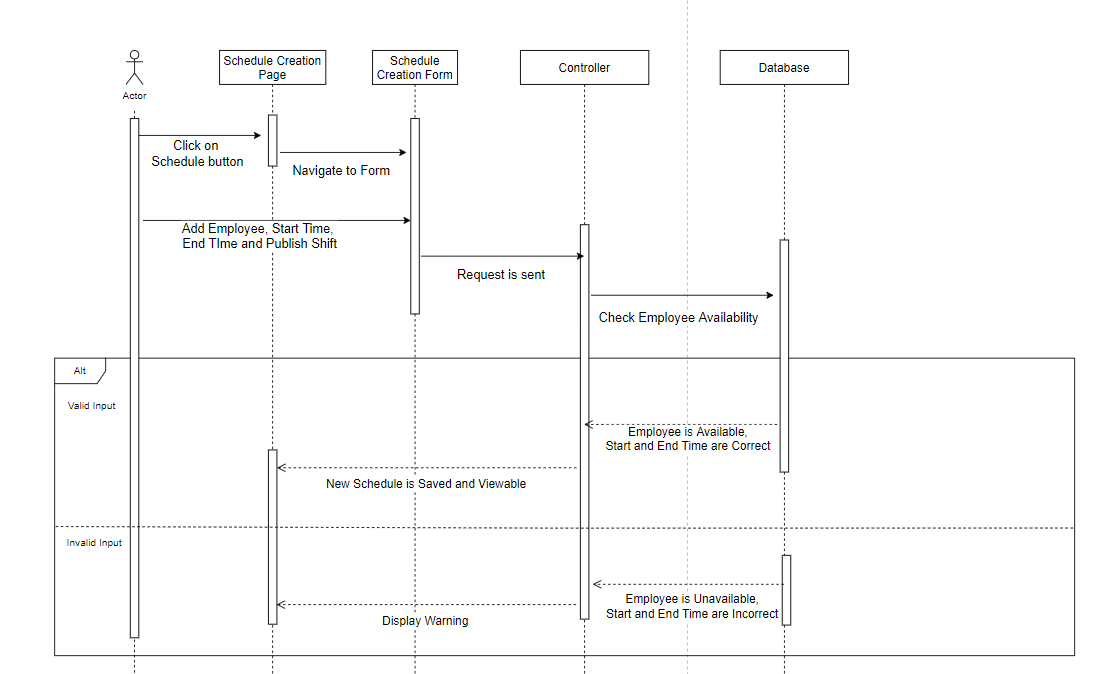 Schedule Creation
Page
Schedule
Creation Form
Controller
Database
Actor
Click on
Schedule button
Navigate to Form
Add Employee, Start Time,
End TIme and Publish Shift
Request is sent
Check Employee Availability
Alt
Valid Input
Employee is Available,
Start and End Time are Correct
New Schedule is Saved and Viewable
Invalid Input
Employee is Unavailable,
Start and End Time are Incorrect
Display Warning